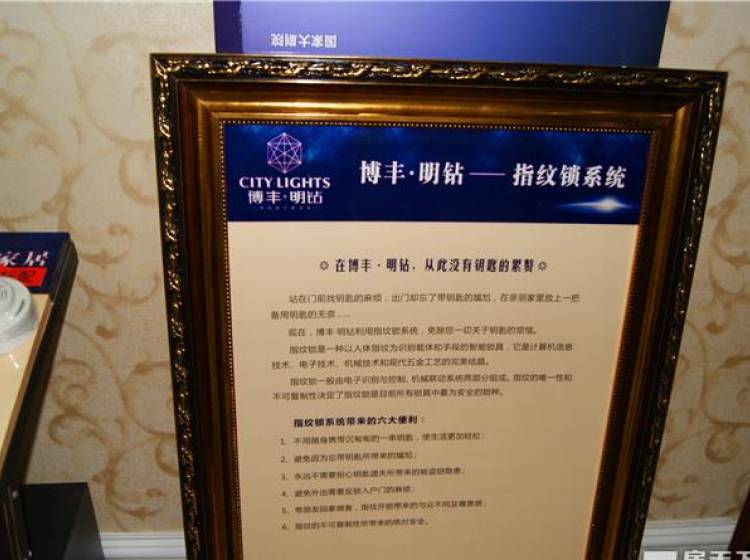 国家大剧院
CITY LIGHTS
博丰·明钻
博丰·明钻——指纹锁系统
家居
标配
◎ 在博丰·明钻，从此没有钥匙的累赘 ◎
站在门前找钥匙的麻烦，出门却忘了带钥匙的尴尬，在亲朋家里放上一把
备用钥匙的无奈……
现在，博丰·明钻利用指纹锁系统，免除您一切关于钥匙的烦恼。
指纹锁是一种以人体指纹为识别载体和手段的智能锁具，它是计算机信息
技术、电子技术、机械技术和现代五金工艺的完美结晶。
指纹锁一般由电子识别与控制、机械联动系统两部分组成。指纹的唯一性和
不可复制性决定了指纹锁是目前所有锁具中最为安全的锁种。
指纹锁系统带来的六大便利：
1、不用随身携带沉甸甸的一串钥匙，使生活更加轻松；
2、避免因为忘带钥匙所带来的尴尬；
3、永远不需要担心钥匙遗失所带来的被盗窃隐患；
4、避免外出需要反锁入户门的麻烦；
5、带朋友回家做客，指纹开锁带来的与众不同及尊贵感；
6、指纹的不可复制性所带来的绝对安全。
房天下